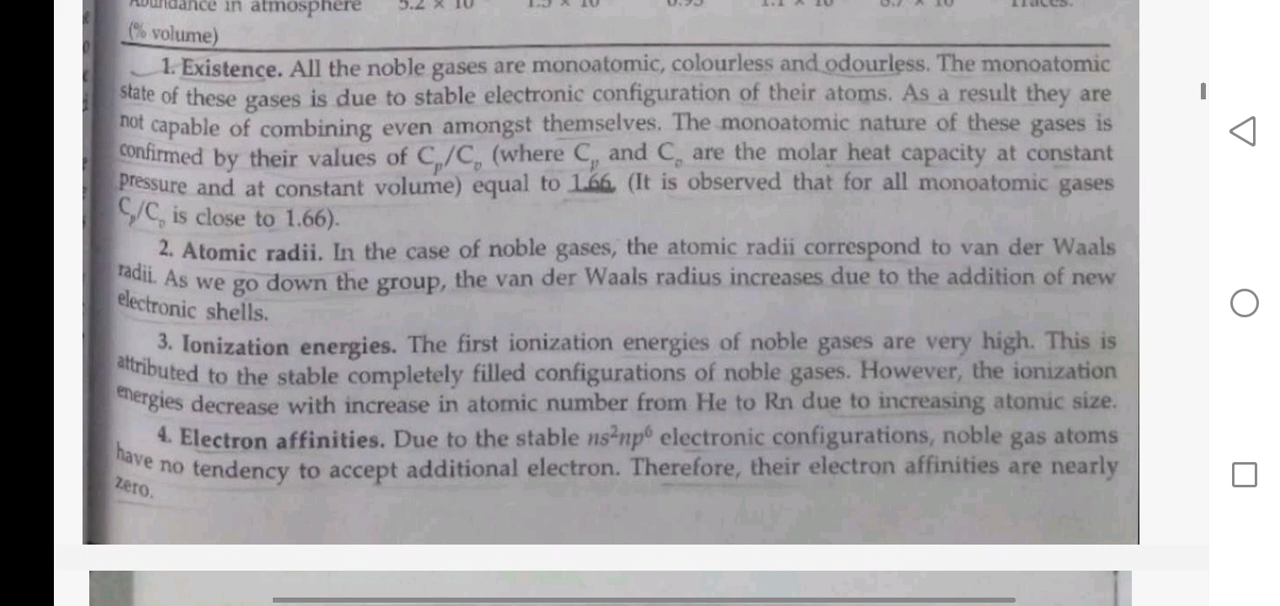 Abundance in atmosphere 5.2 × 10 1.5 × 10 0.93 1.1 × 10 8.7 × 10 Traces.
(% volume)
1. Existence. All the noble gases are monoatomic, colourless and odourless. The monoatomic
state of these gases is due to stable electronic configuration of their atoms. As a result they are
not capable of combining even amongst themselves. The monoatomic nature of these gases is
confirmed by their values of Cₚ/Cᵥ (where Cₚ and Cᵥ are the molar heat capacity at constant
pressure and at constant volume) equal to 1.66. (It is observed that for all monoatomic gases
Cₚ/Cᵥ is close to 1.66).
2. Atomic radii. In the case of noble gases, the atomic radii correspond to van der Waals
radii. As we go down the group, the van der Waals radius increases due to the addition of new
electronic shells.
3. Ionization energies. The first ionization energies of noble gases are very high. This is
attributed to the stable completely filled configurations of noble gases. However, the ionization
energies decrease with increase in atomic number from He to Rn due to increasing atomic size.
4. Electron affinities. Due to the stable ns²np⁶ electronic configurations, noble gas atoms
have no tendency to accept additional electron. Therefore, their electron affinities are nearly
zero.